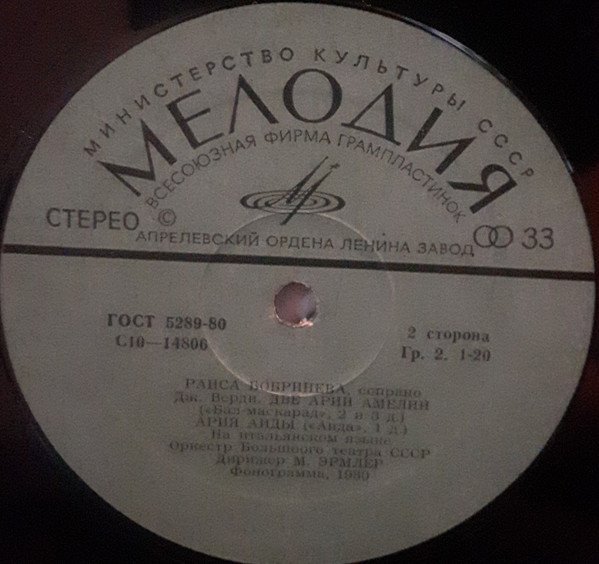 МИНИСТЕРСТВО КУЛЬТУРЫ СССР
МЕЛОДИЯ
ВСЕСОЮЗНАЯ ФИРМА ГРАМПЛАСТИНОК
СТЕРЕО ©
АПРЕЛЕВСКИЙ ОРДЕНА ЛЕНИНА ЗАВОД
33
ГОСТ 5289-80
С10—14806
2 сторона
Гр. 2. 1-20
РАИСА БОБРИНЕВА, сопрано
Дж. Верди. ДВЕ АРИИ АМЕЛИИ
(«Бал-маскарад», 2 и 3 д.)
АРИЯ АИДЫ («Аида», 1 д.)
На итальянском языке
Оркестр Большого театра СССР
Дирижер М. ЭРМЛЕР
Фонограмма, 1980